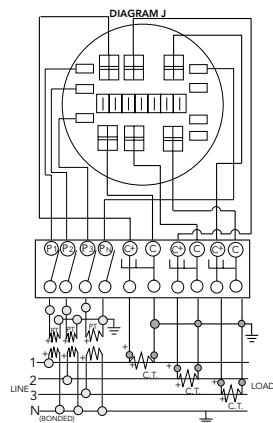 DIAGRAM J
P1 P2 P3 PN C+ C C+ C C+ C
PT PT PT
1
C.T.
2
LINE LOAD
C.T.
3
N
C.T.
(BONDED)